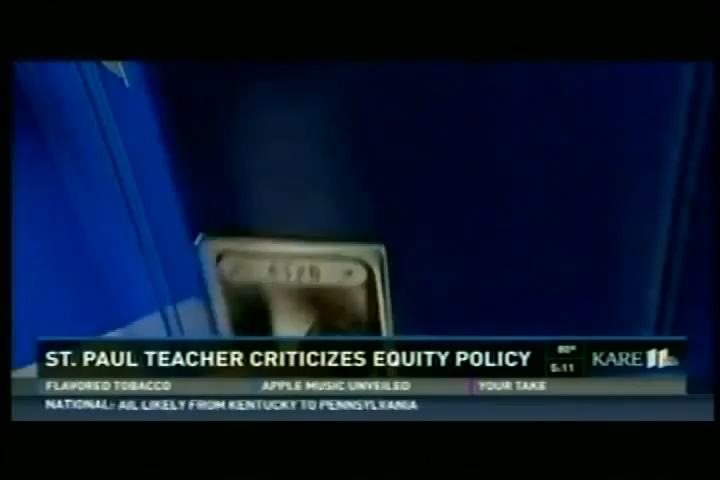 ST. PAUL TEACHER CRITICIZES EQUITY POLICY
80°
5:11
KARE 11
FLAVORED TOBACCO
APPLE MUSIC UNVEILED
YOUR TAKE
NATIONAL: AIL LIKELY FROM KENTUCKY TO PENNSYLVANIA